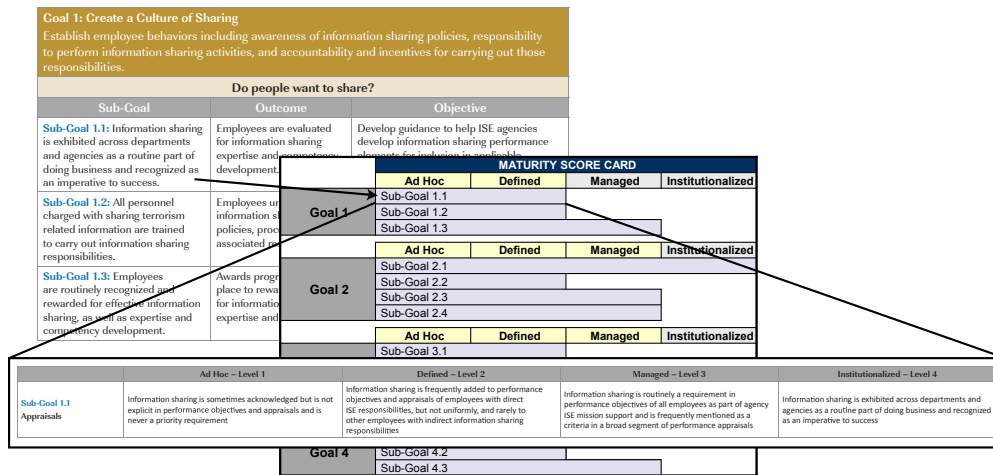 Goal 1: Create a Culture of Sharing
Establish employee behaviors including awareness of information sharing policies, responsibility
to perform information sharing activities, and accountability and incentives for carrying out those
responsibilities.
Do people want to share?
Sub-Goal Outcome Objective
Sub-Goal 1.1: Information sharing
is exhibited across departments
and agencies as a routine part of
doing business and recognized as
an imperative to success.
Employees are evaluated
for information sharing
expertise and competency
development.
Develop guidance to help ISE agencies
develop information sharing performance
elements for inclusion in applicable
Sub-Goal 1.2: All personnel
charged with sharing terrorism
related information are trained
to carry out information sharing
responsibilities.
Employees
information
policies,
associated
Sub-Goal 1.3: Employees
are routinely recognized and
rewarded for effective information
sharing, as well as expertise and
competency development.
Awards
place to
for
expertise and
MATURITY SCORE CARD
Ad Hoc Defined Managed Institutionalized
Goal 1
Sub-Goal 1.1
Sub-Goal 1.2
Sub-Goal 1.3
Ad Hoc Defined Managed Institutionalized
Goal 2
Sub-Goal 2.1
Sub-Goal 2.2
Sub-Goal 2.3
Sub-Goal 2.4
Ad Hoc Defined Managed Institutionalized
Sub-Goal 3.1
Ad Hoc – Level 1 Defined – Level 2 Managed – Level 3 Institutionalized – Level 4
Sub-Goal 1.1
Appraisals
Information sharing is sometimes acknowledged but is not
explicit in performance objectives and appraisals and is
never a priority requirement
Information sharing is frequently added to performance
objectives and appraisals of employees with direct
ISE responsibilities, but not uniformly, and rarely to
other employees with indirect information sharing
responsibilities
Information sharing is routinely a requirement in
performance objectives of all employees as part of agency
ISE mission support and is frequently mentioned as a
criteria in a broad segment of performance appraisals
Information sharing is exhibited across departments and
agencies as a routine part of doing business and recognized
as an imperative to success
Goal 4
Sub-Goal 4.2
Sub-Goal 4.3